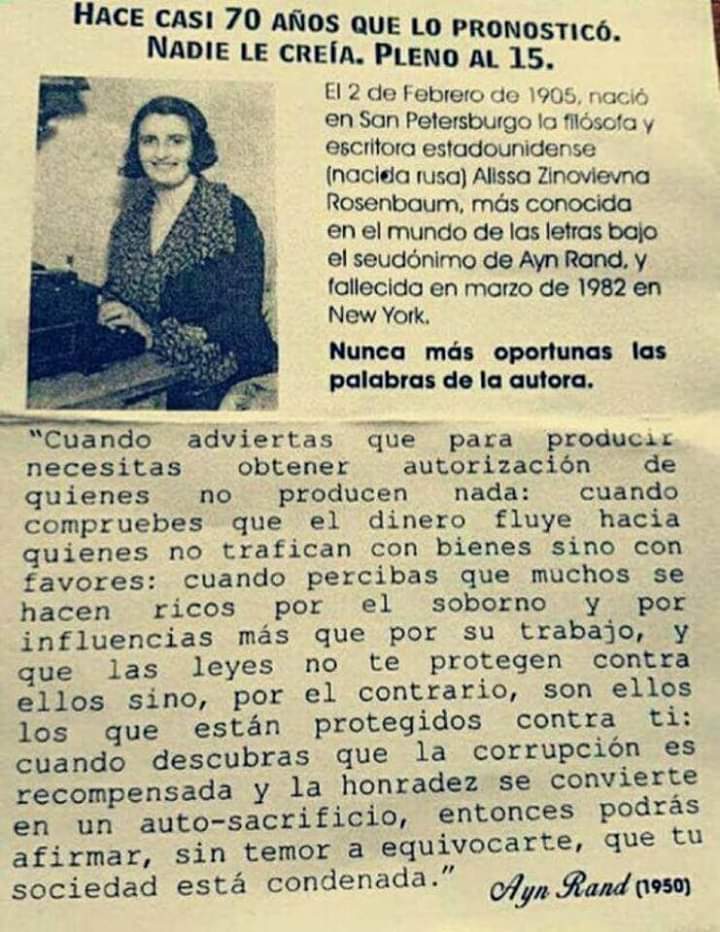 HACE CASI 70 AÑOS QUE LO PRONOSTICÓ.
NADIE LE CREÍA. PLENO AL 15.
El 2 de Febrero de 1905, nació
en San Petersburgo la filósofa y
escritora estadounidense
(nacida rusa) Alissa Zinovievna
Rosenbaum, más conocida
en el mundo de las letras bajo
el seudónimo de Ayn Rand, y
fallecida en marzo de 1982 en
New York.
Nunca más oportunas las
palabras de la autora.
"Cuando adviertas que para producir
necesitas obtener autorización de
quienes no producen nada: cuando
compruebes que el dinero fluye hacia
quienes no trafican con bienes sino con
favores: cuando percibas que muchos se
hacen ricos por el soborno y por
influencias más que por su trabajo, y
que las leyes no te protegen contra
ellos sino, por el contrario, son ellos
los que están protegidos contra ti:
cuando descubras que la corrupción es
recompensada y la honradez se convierte
en un auto-sacrificio, entonces podrás
afirmar, sin temor a equivocarte, que tu
sociedad está condenada."
Ayn Rand (1950)